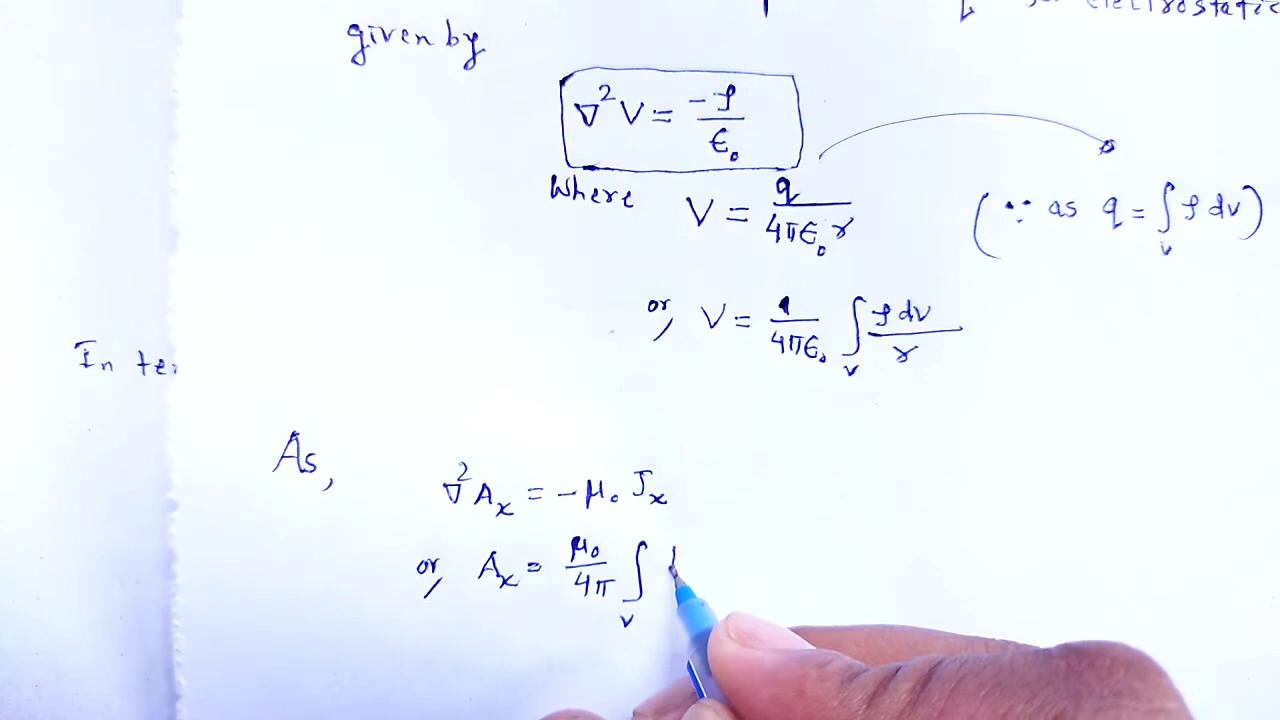 electrostatic
given by
∇²V = -ρ/ε₀
Where V = q/4πε₀r (∵ as q = ∫ᵥ ρ dv)
or, V = 1/4πε₀ ∫ᵥ ρ dv/r
In te
As,
∇²Aₓ = -μ₀ Jₓ
or, Aₓ = μ₀/4π ∫ᵥ